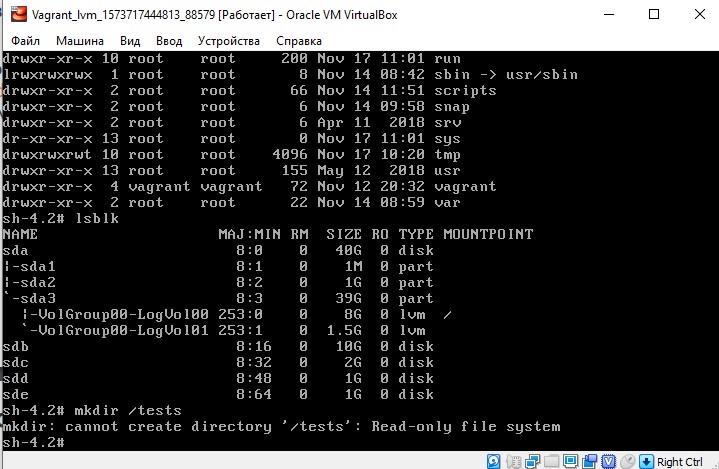 Vagrant_lvm_1573717444813_88579 [Работает] - Oracle VM VirtualBox
Файл Машина Вид Ввод Устройства Справка
drwxr-xr-x 10 root    root     200 Nov 17 11:01 run
lrwxrwxrwx  1 root    root       8 Nov 14 08:42 sbin -> usr/sbin
drwxr-xr-x  2 root    root      66 Nov 14 11:51 scripts
drwxr-xr-x  2 root    root       6 Nov 14 09:58 snap
drwxr-xr-x  2 root    root       6 Apr 11  2018 srv
dr-xr-xr-x 13 root    root       0 Nov 17 11:01 sys
drwxrwxrwt 10 root    root    4096 Nov 17 10:20 tmp
drwxr-xr-x 13 root    root     155 May 12  2018 usr
drwxr-xr-x  4 vagrant vagrant   72 Nov 12 20:32 vagrant
drwxr-xr-x  2 root    root      22 Nov 14 08:59 var
sh-4.2# lsblk
NAME                    MAJ:MIN RM  SIZE RO TYPE MOUNTPOINT
sda                       8:0    0   40G  0 disk
¦-sda1                    8:1    0    1M  0 part
¦-sda2                    8:2    0    1G  0 part
`-sda3                    8:3    0   39G  0 part
  ¦-VolGroup00-LogVol00 253:0    0    8G  0 lvm  /
  `-VolGroup00-LogVol01 253:1    0  1.5G  0 lvm
sdb                       8:16   0   10G  0 disk
sdc                       8:32   0    2G  0 disk
sdd                       8:48   0    1G  0 disk
sde                       8:64   0    1G  0 disk
sh-4.2# mkdir /tests
mkdir: cannot create directory '/tests': Read-only file system
sh-4.2#
Right Ctrl